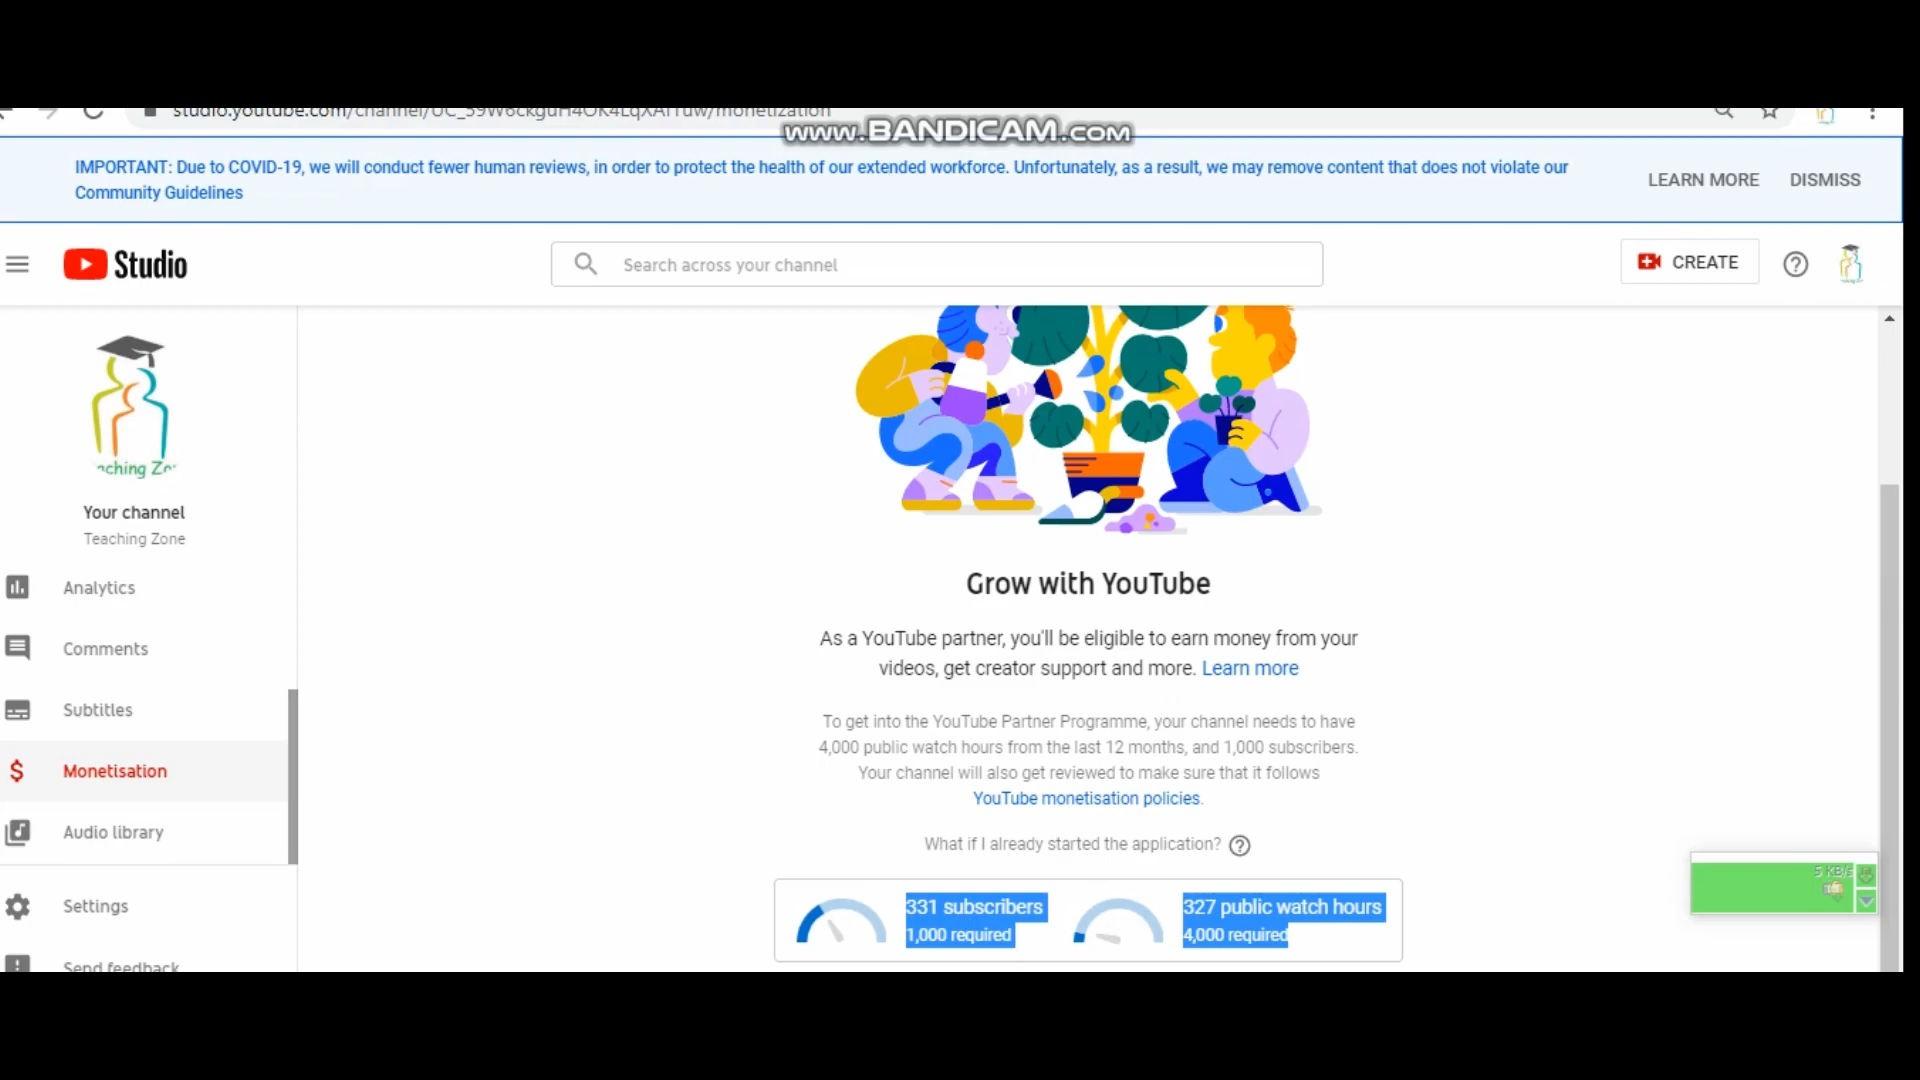 www.BANDICAM.com
IMPORTANT: Due to COVID-19, we will conduct fewer human reviews, in order to protect the health of our extended workforce. Unfortunately, as a result, we may remove content that does not violate our
Community Guidelines
LEARN MORE
DISMISS
Studio
Search across your channel
CREATE
Your channel
Teaching Zone
Analytics
Comments
Subtitles
Monetisation
Audio library
Settings
Send feedback
Grow with YouTube
As a YouTube partner, you'll be eligible to earn money from your
videos, get creator support and more. Learn more
To get into the YouTube Partner Programme, your channel needs to have
4,000 public watch hours from the last 12 months, and 1,000 subscribers.
Your channel will also get reviewed to make sure that it follows
YouTube monetisation policies.
What if I already started the application?
331 subscribers
1,000 required
327 public watch hours
4,000 required
5 KB/s